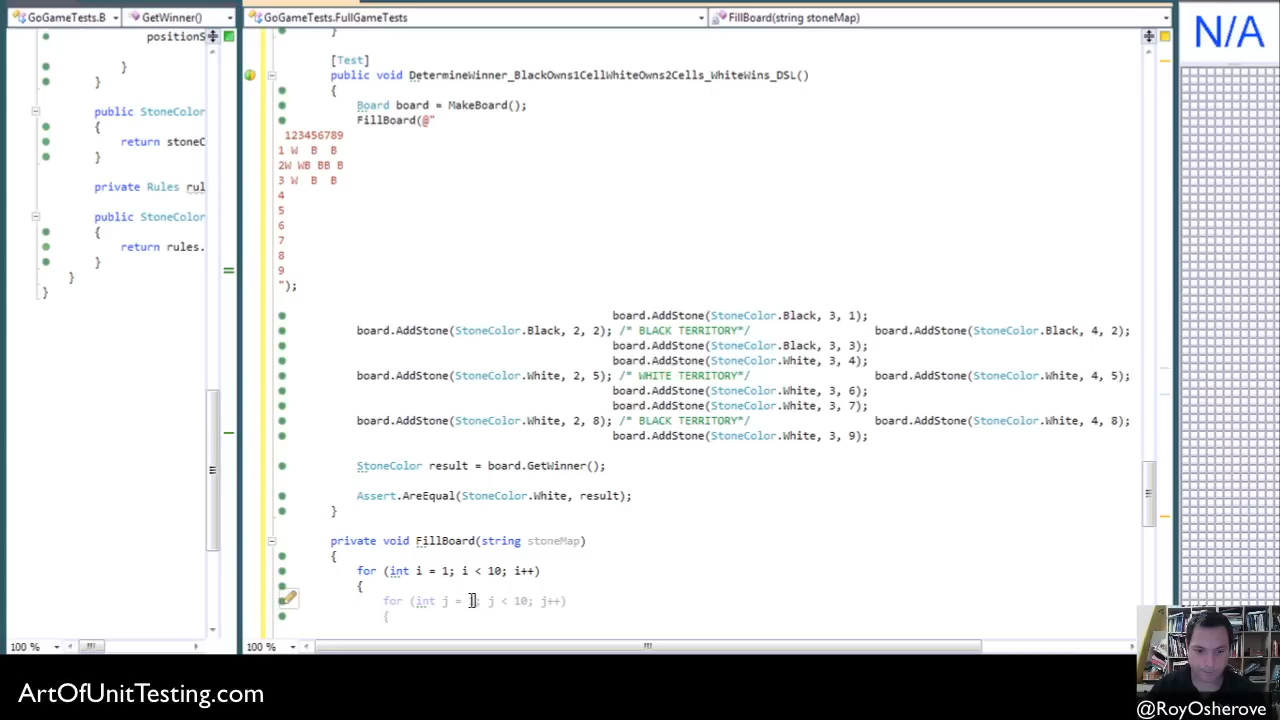 GoGameTests.B GetWinner()
GoGameTests.FullGameTests FillBoard(string stoneMap)
N/A
positionS
}
}
public StoneColor
{
return stoneC
}
private Rules rul
public StoneColor
{
return rules.
}
}
}
}
[Test]
public void DetermineWinner_BlackOwns1CellWhiteOwns2Cells_WhiteWins_DSL()
{
Board board = MakeBoard();
FillBoard(@"
123456789
1 W  B  B
2W WB BB B
3 W  B  B
4
5
6
7
8
9
");
board.AddStone(StoneColor.Black, 3, 1);
board.AddStone(StoneColor.Black, 2, 2); /* BLACK TERRITORY*/ board.AddStone(StoneColor.Black, 4, 2);
board.AddStone(StoneColor.Black, 3, 3);
board.AddStone(StoneColor.White, 3, 4);
board.AddStone(StoneColor.White, 2, 5); /* WHITE TERRITORY*/ board.AddStone(StoneColor.White, 4, 5);
board.AddStone(StoneColor.White, 3, 6);
board.AddStone(StoneColor.White, 3, 7);
board.AddStone(StoneColor.White, 2, 8); /* BLACK TERRITORY*/ board.AddStone(StoneColor.White, 4, 8);
board.AddStone(StoneColor.White, 3, 9);
StoneColor result = board.GetWinner();
Assert.AreEqual(StoneColor.White, result);
}
private void FillBoard(string stoneMap)
{
for (int i = 1; i < 10; i++)
{
for (int j = ; j < 10; j++)
{
100 %
100 %
ArtOfUnitTesting.com
@RoyOsherove